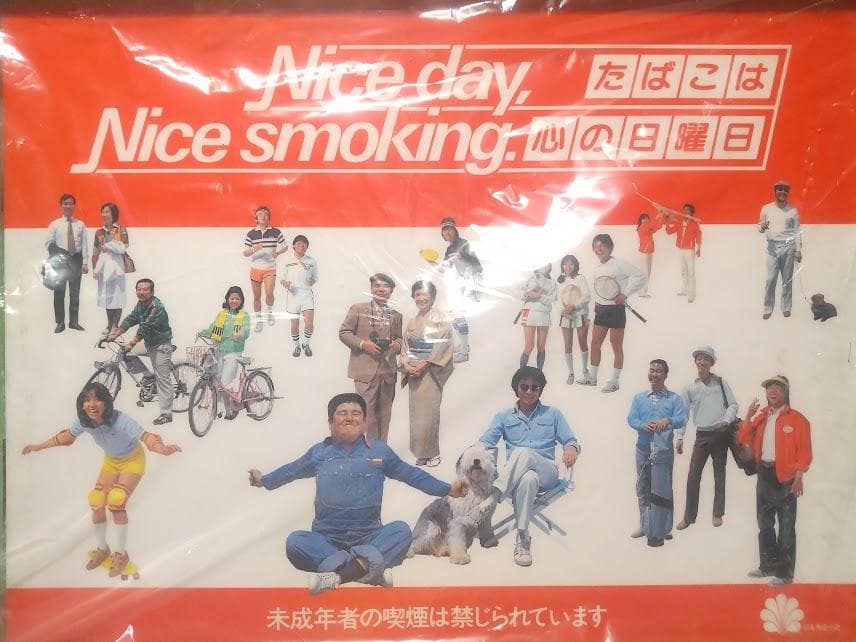 Nice day, たばこは
Nice smoking. 心の日曜日
未成年者の喫煙は禁じられています